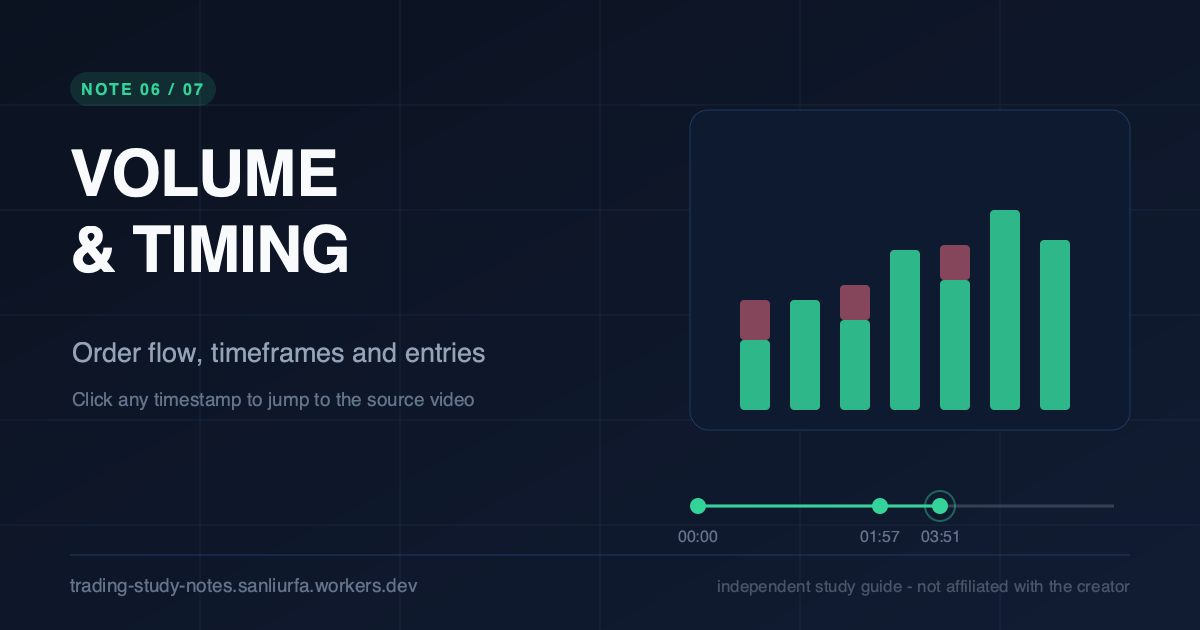 NOTE 06 / 07
VOLUME
& TIMING
Order flow, timeframes and entries
Click any timestamp to jump to the source video
00:00 01:57 03:51
trading-study-notes.sanliurfa.workers.dev
independent study guide - not affiliated with the creator